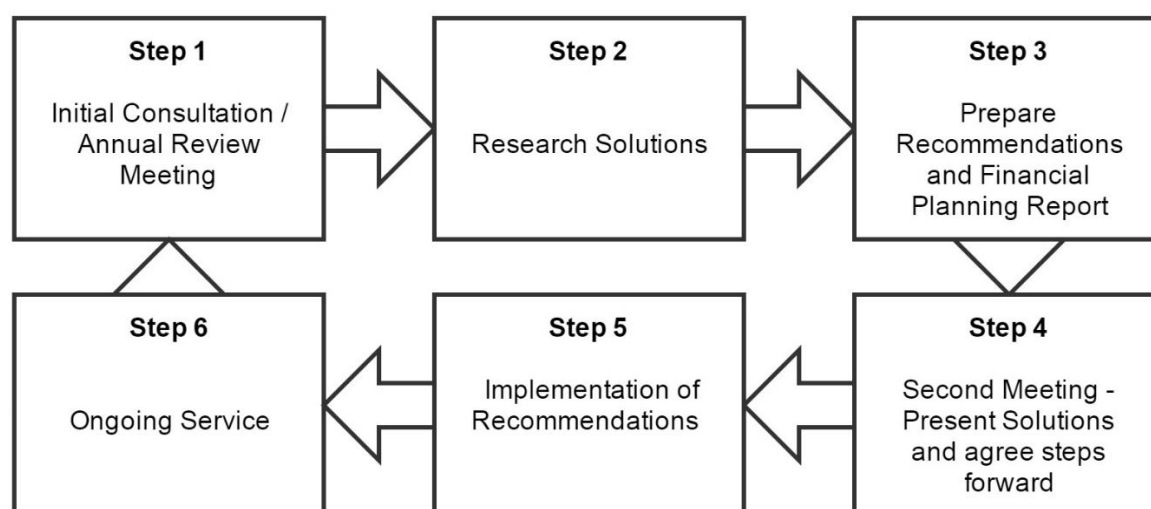 Step 1
Initial Consultation /
Annual Review
Meeting
Step 2
Research Solutions
Step 3
Prepare
Recommendations
and Financial
Planning Report
Step 4
Second Meeting -
Present Solutions
and agree steps
forward
Step 5
Implementation of
Recommendations
Step 6
Ongoing Service